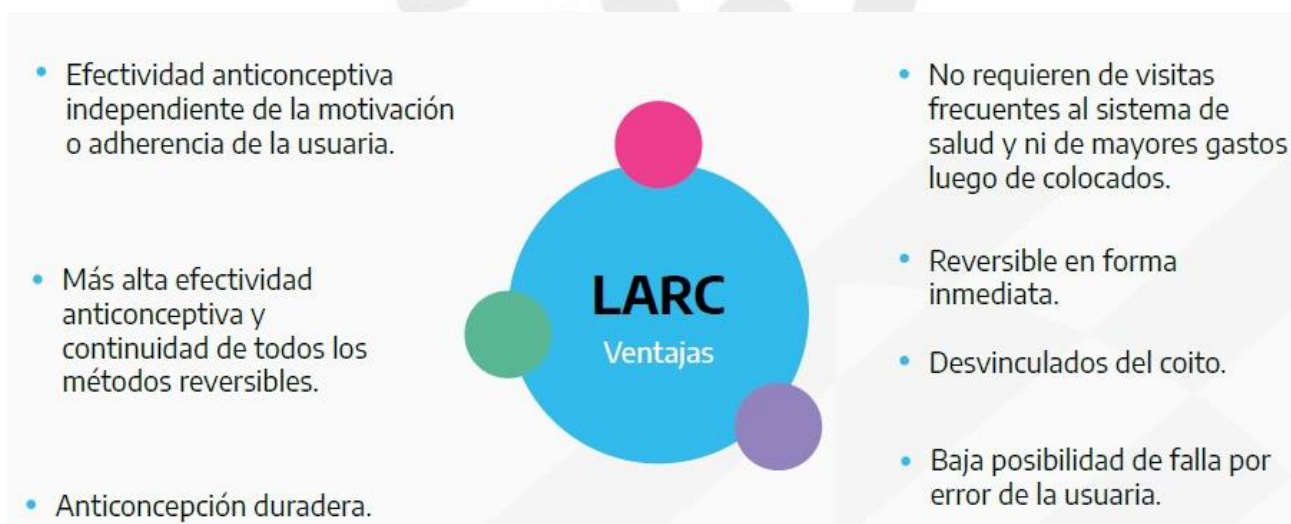 • Efectividad anticonceptiva
independiente de la motivación
o adherencia de la usuaria.
• Más alta efectividad
anticonceptiva y
continuidad de todos los
métodos reversibles.
• Anticoncepción duradera.
LARC
Ventajas
• No requieren de visitas
frecuentes al sistema de
salud y ni de mayores gastos
luego de colocados.
• Reversible en forma
inmediata.
• Desvinculados del coito.
• Baja posibilidad de falla por
error de la usuaria.